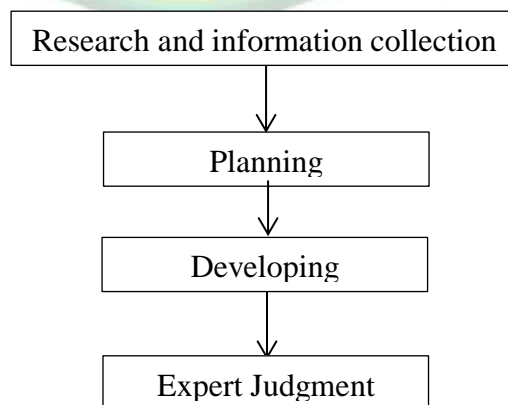 Research and information collection
Planning
Developing
Expert Judgment